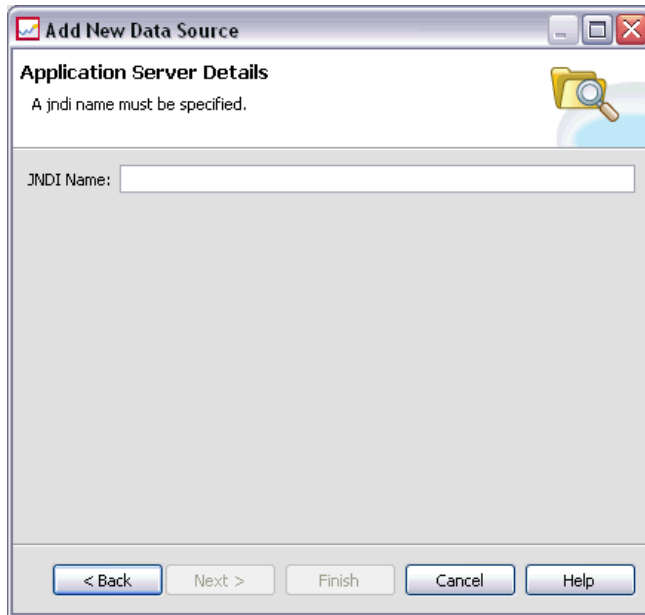 Add New Data Source
Application Server Details
A jndi name must be specified.
JNDI Name:
< Back Next > Finish Cancel Help